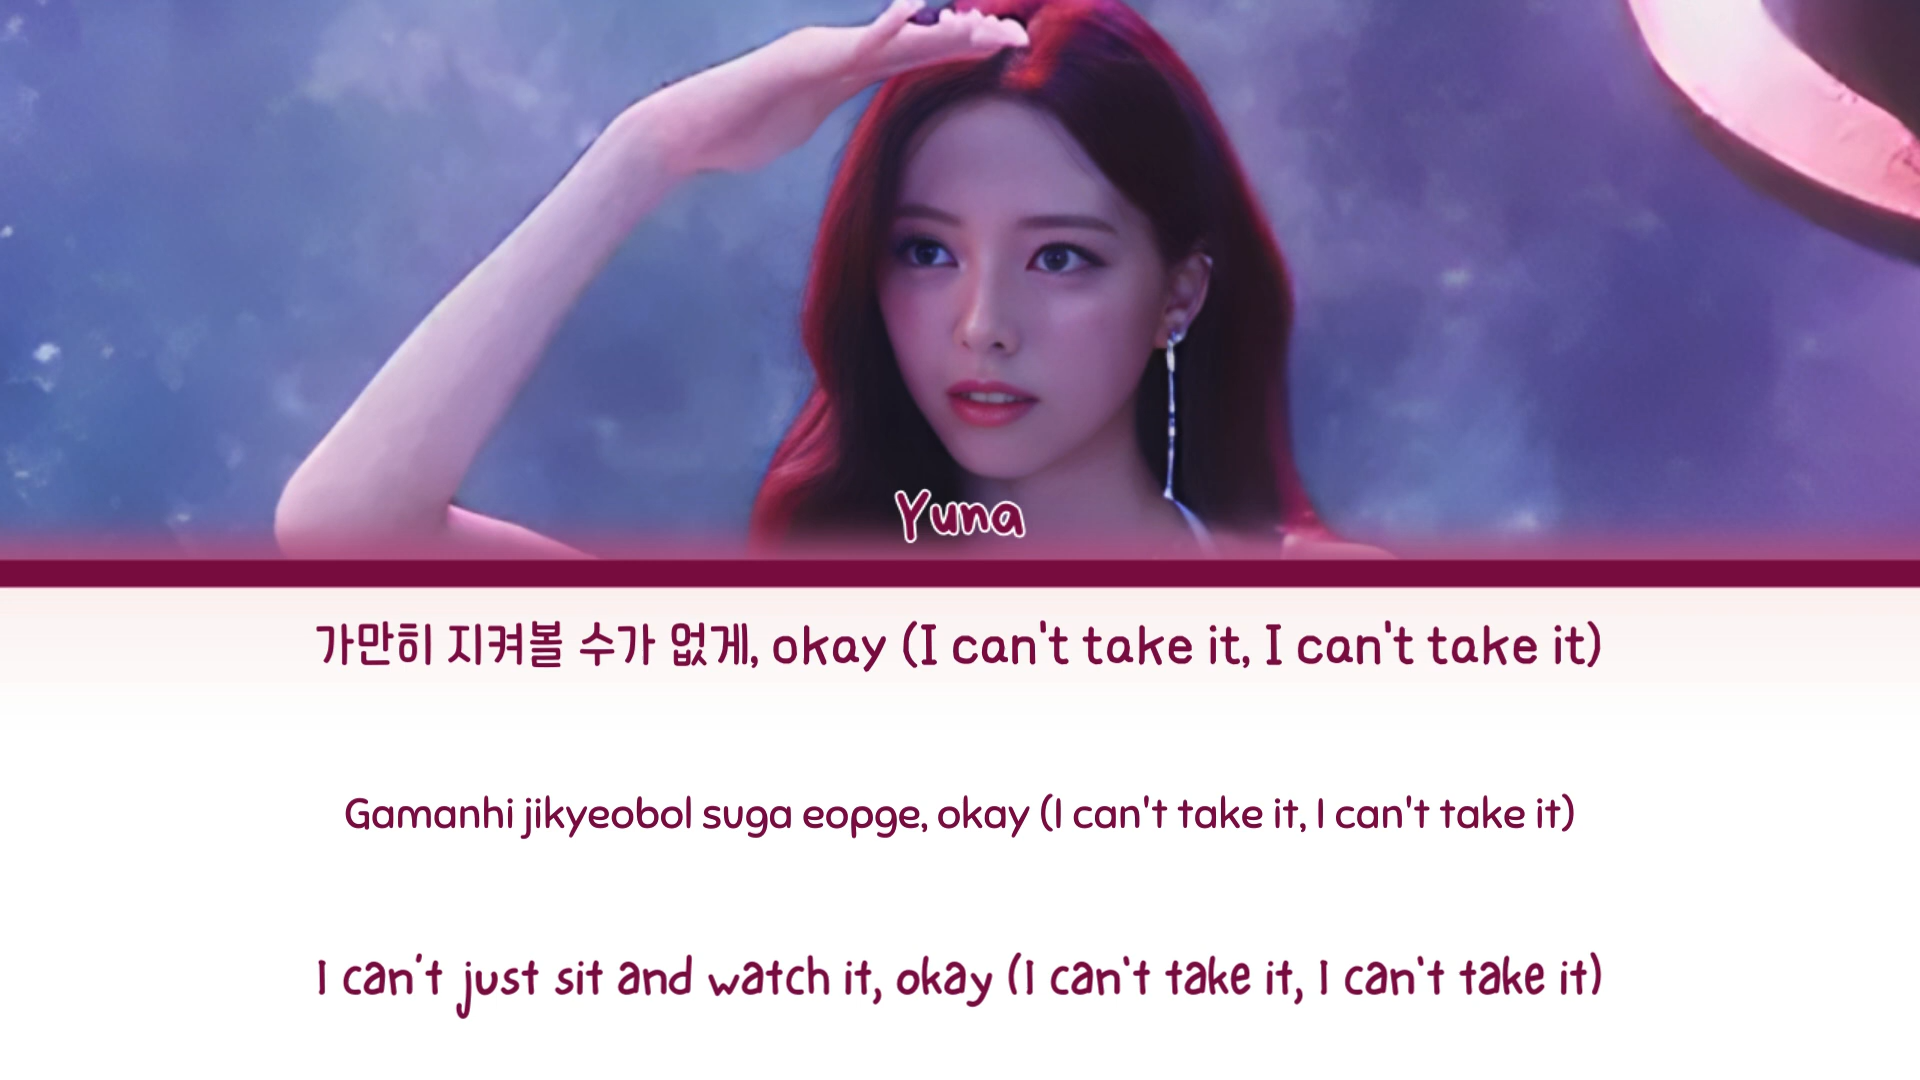 Yuna
가만히 지켜볼 수가 없게, okay (I can't take it, I can't take it)
Gamanhi jikyeobol suga eopge, okay (I can't take it, I can't take it)
I can't just sit and watch it, okay (I can't take it, I can't take it)